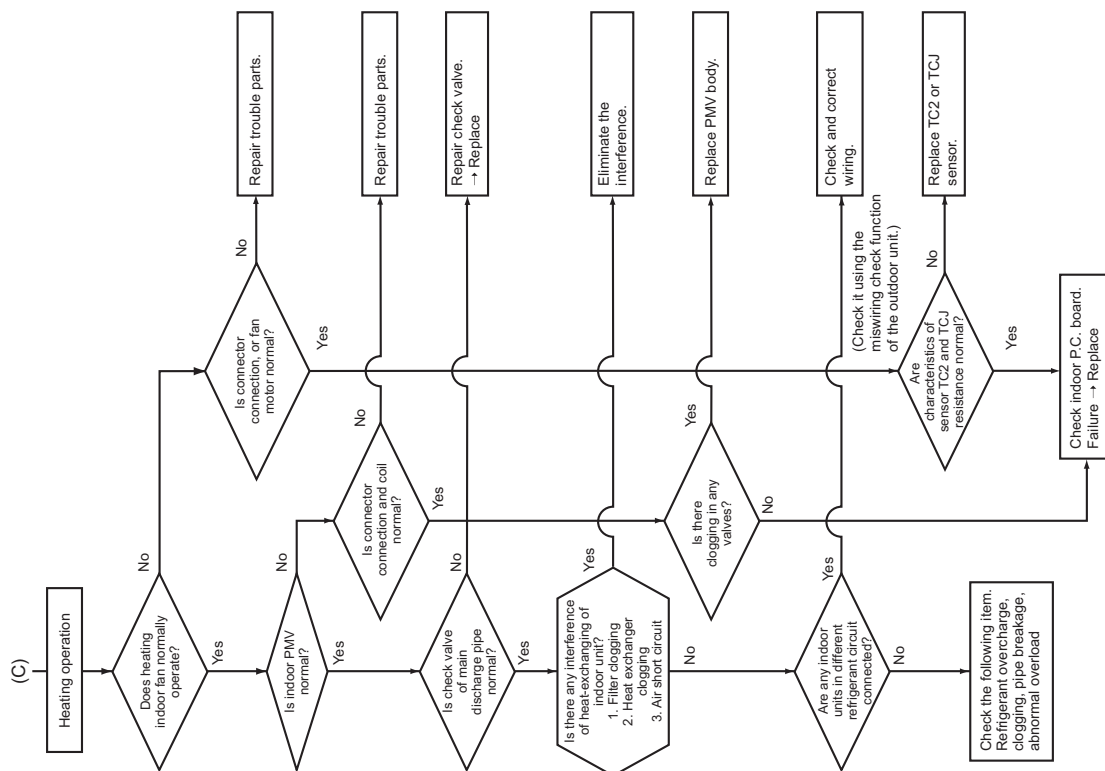 (C)
Heating operation
Does heating
indoor fan normally
operate?
No
Yes
Is connector
connection, or fan
motor normal?
No
Repair trouble parts.
Yes
Is indoor PMV
normal?
No
Yes
Is connector
connection and coil
normal?
No
Repair trouble parts.
Yes
Is check valve
of main
discharge pipe
normal?
No
Repair check valve.
→ Replace
Yes
Is there any interference
of heat-exchanging of
indoor unit?
1. Filter clogging
2. Heat exchanger
clogging
3. Air short circuit
Yes
Eliminate the
interference.
No
Is there
clogging in any
valves?
Yes
Replace PMV body.
No
Are any indoor
units in different
refrigerant circuit
connected?
Yes
(Check it using the
miswiring check function
of the outdoor unit.)
Check and correct
wiring.
No
Are
characteristics of
sensor TC2 and TCJ
resistance normal?
No
Replace TC2 or TCJ
sensor.
Yes
Check the following item.
Refrigerant overcharge,
clogging, pipe breakage,
abnormal overload
Check indoor P.C. board.
Failure → Replace